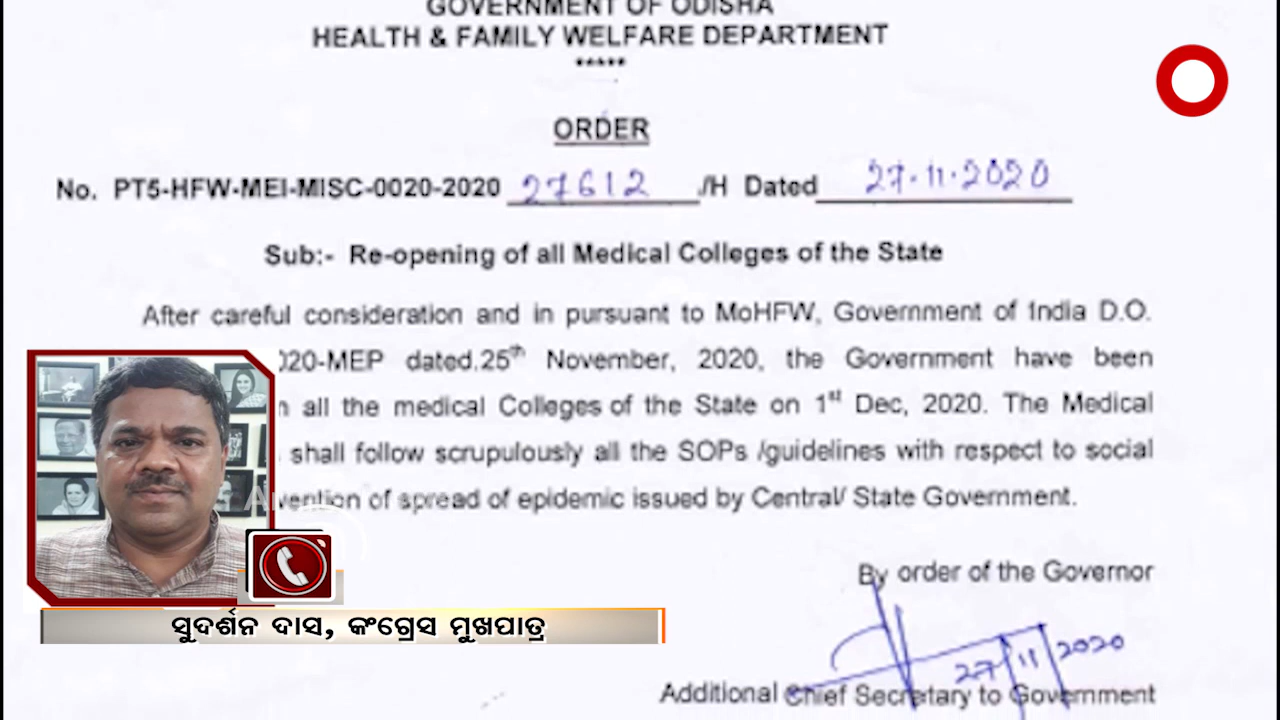 GOVERNMENT OF ODISHA
HEALTH & FAMILY WELFARE DEPARTMENT
*****
ORDER
No. PT5-HFW-MEI-MISC-0020-2020 27612 /H Dated 27.11.2020
Sub:- Re-opening of all Medical Colleges of the State
After careful consideration and in pursuant to MoHFW, Government of India D.O.
020-MEP dated.25th November, 2020, the Government have been
all the medical Colleges of the State on 1st Dec, 2020. The Medical
shall follow scrupulously all the SOPs /guidelines with respect to social
vention of spread of epidemic issued by Central/ State Government.
By order of the Governor
27/11/2020
Additional Chief Secretary to Government
ସୁଦର୍ଶନ ଦାସ, କଂଗ୍ରେସ ମୁଖପାତ୍ର